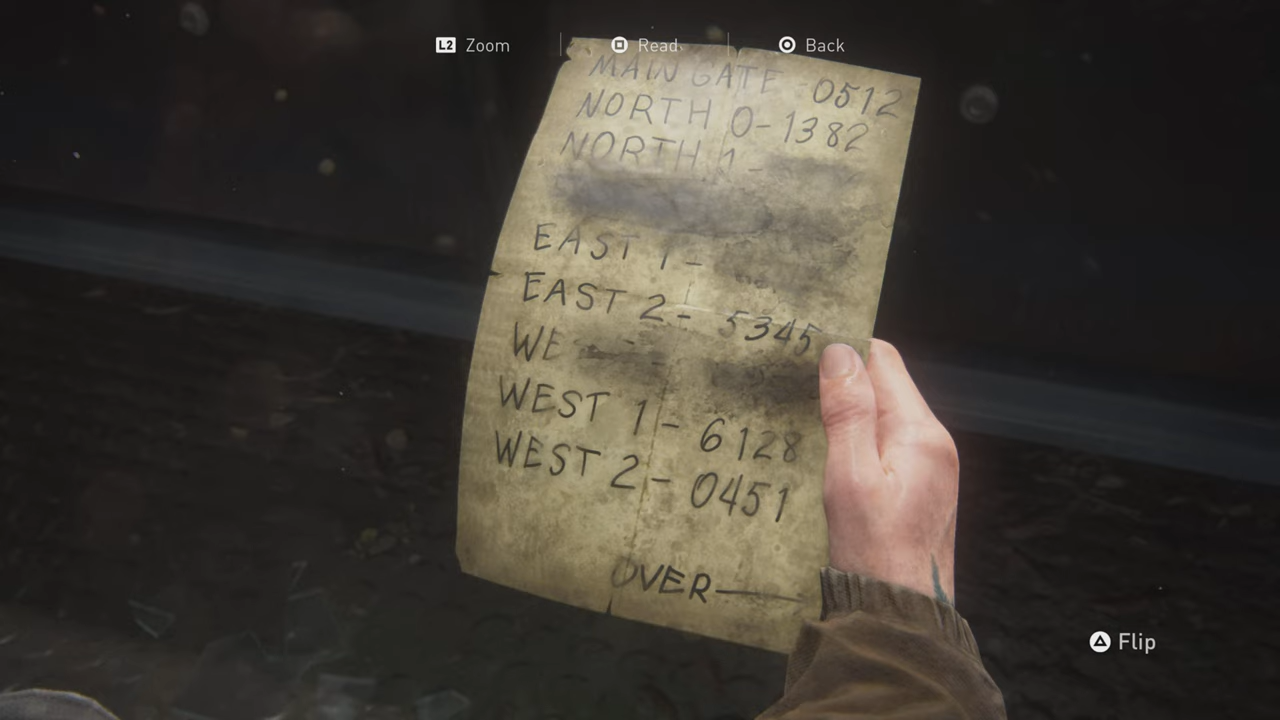 L2 Zoom
Read
Back
MAIN GATE - 0512
NORTH 0- 1382
NORTH 1 -
EAST 1 -
EAST 2 - 5345
WE
WEST 1 - 6128
WEST 2 - 0451
OVER
Flip